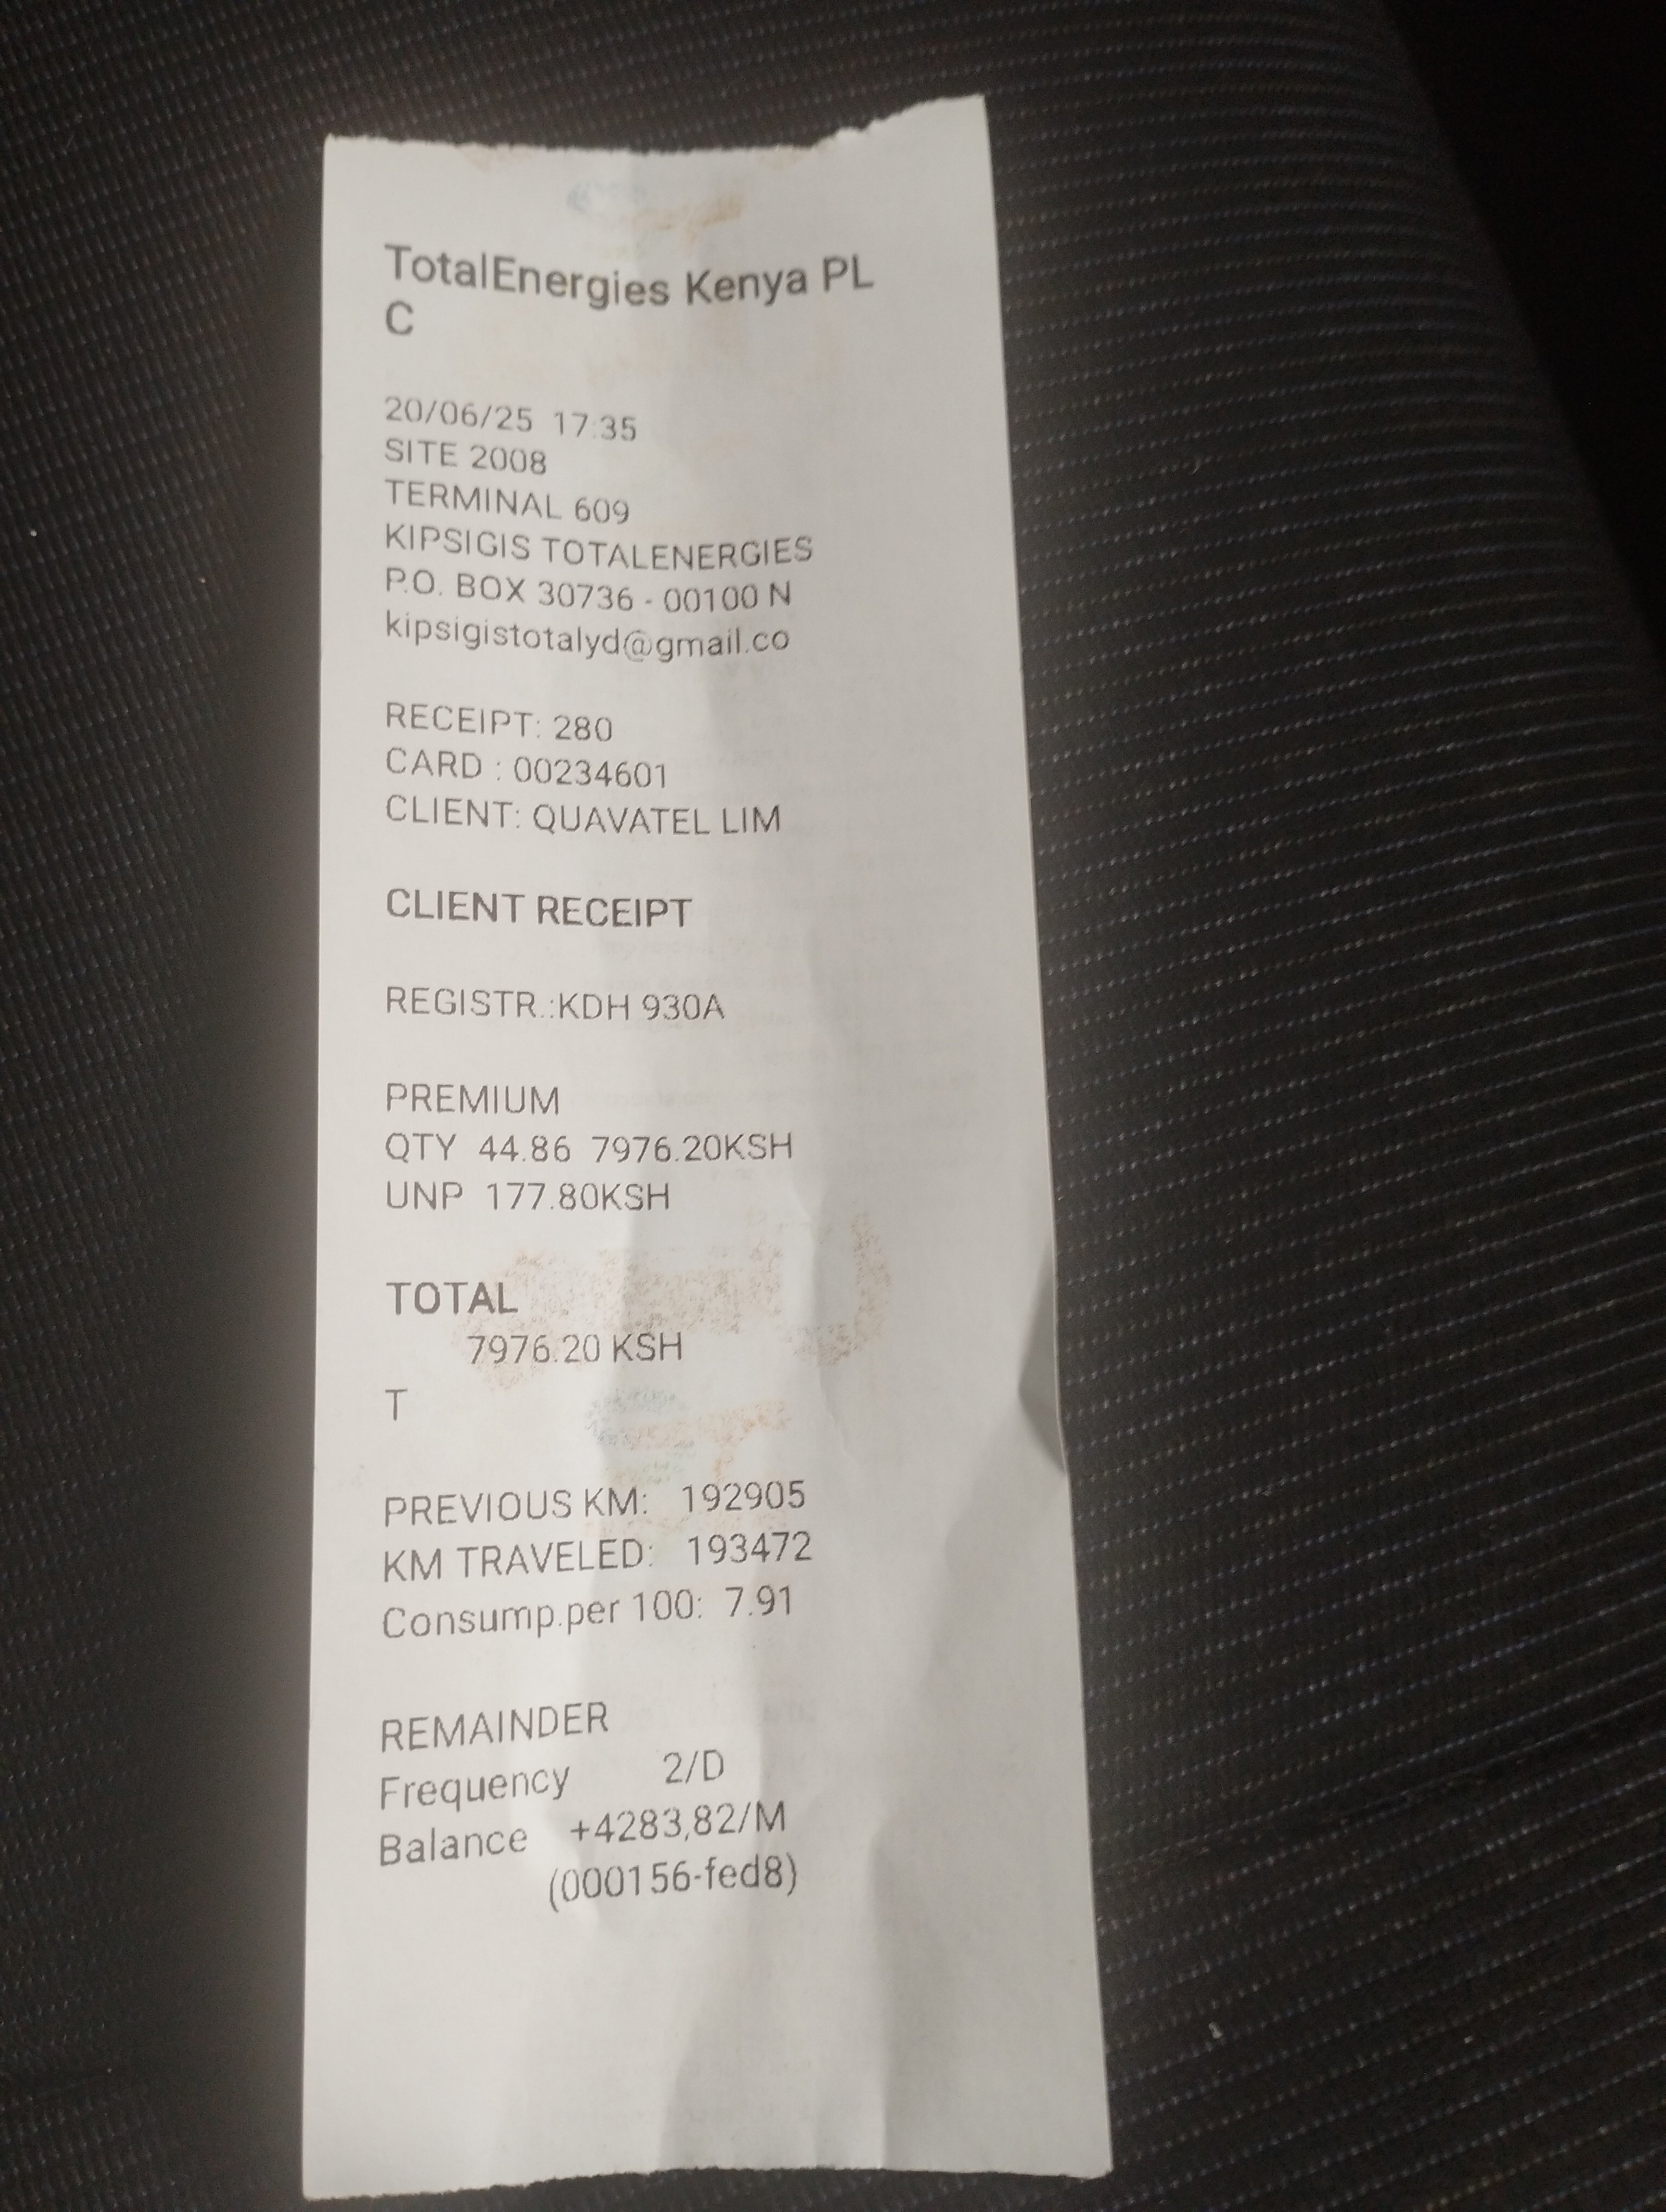 TotalEnergies Kenya PL
C
20/06/25 17:35
SITE 2008
TERMINAL 609
KIPSIGIS TOTALENERGIES
P.O. BOX 30736 - 00100 N
kipsigistotalyd@gmail.co
RECEIPT: 280
CARD : 00234601
CLIENT: QUAVATEL LIM
CLIENT RECEIPT
REGISTR.:KDH 930A
PREMIUM
QTY 44.86 7976.20KSH
UNP 177.80KSH
TOTAL
7976.20 KSH
T
PREVIOUS KM: 192905
KM TRAVELED: 193472
Consump.per 100: 7.91
REMAINDER
Frequency 2/D
Balance +4283,82/M
(000156-fed8)